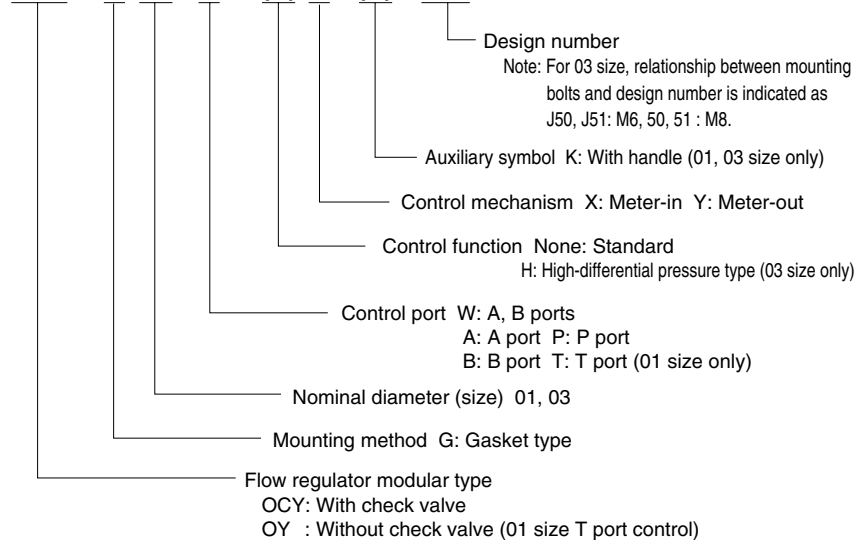 Design number
Note: For 03 size, relationship between mounting
bolts and design number is indicated as
J50, J51: M6, 50, 51 : M8.
Auxiliary symbol K: With handle (01, 03 size only)
Control mechanism X: Meter-in Y: Meter-out
Control function None: Standard
H: High-differential pressure type (03 size only)
Control port W: A, B ports
A: A port P: P port
B: B port T: T port (01 size only)
Nominal diameter (size) 01, 03
Mounting method G: Gasket type
Flow regulator modular type
OCY: With check valve
OY : Without check valve (01 size T port control)